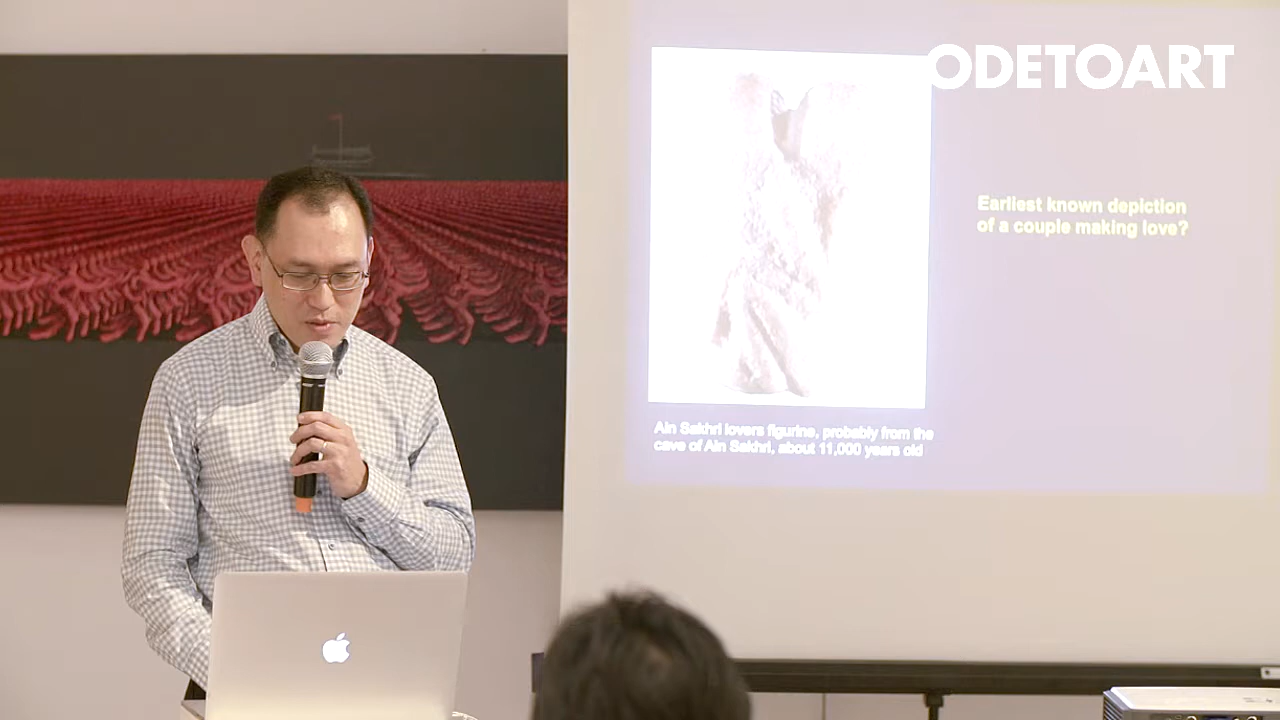 ODETOART
Earliest known depiction
of a couple making love?
Ain Sakhri lovers figurine, probably from the
cave of Ain Sakhri, about 11,000 years old